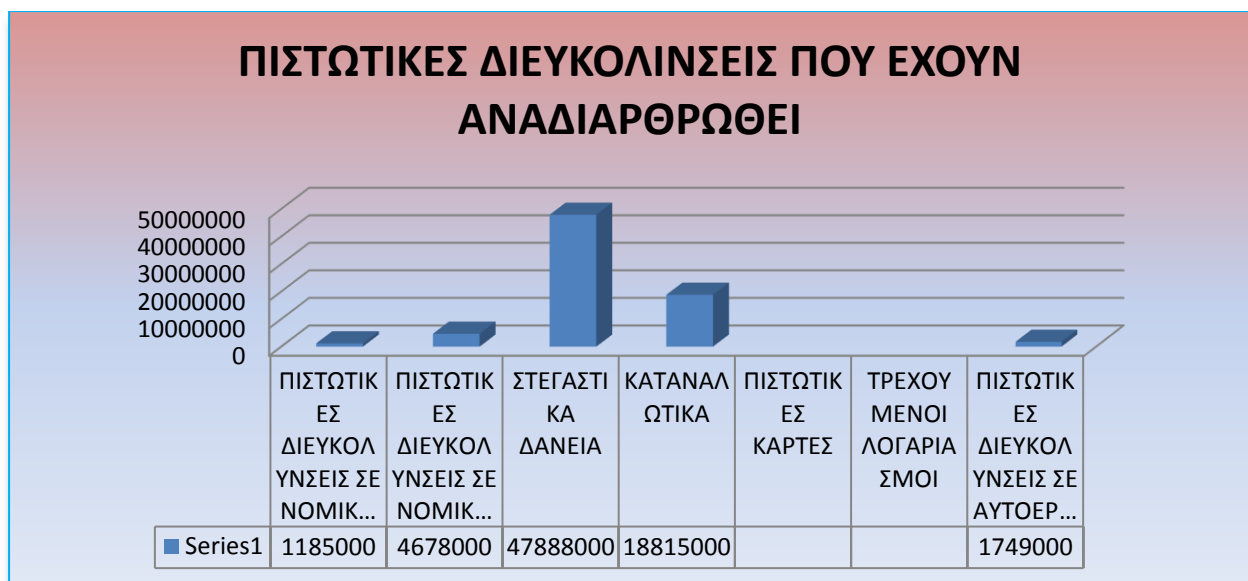 ΠΙΣΤΩΤΙΚΕΣ ΔΙΕΥΚΟΛΙΝΣΕΙΣ ΠΟΥ ΕΧΟΥΝ
ΑΝΑΔΙΑΡΘΡΩΘΕΙ
50000000
40000000
30000000
20000000
10000000
0
ΠΙΣΤΩΤΙΚ
ΕΣ
ΔΙΕΥΚΟΛ
ΥΝΣΕΙΣ ΣΕ
ΝΟΜΙΚ...
ΠΙΣΤΩΤΙΚ
ΕΣ
ΔΙΕΥΚΟΛ
ΥΝΣΕΙΣ ΣΕ
ΝΟΜΙΚ...
ΣΤΕΓΑΣΤΙ
ΚΑ
ΔΑΝΕΙΑ
ΚΑΤΑΝΑΛ
ΩΤΙΚΑ
ΠΙΣΤΩΤΙΚ
ΕΣ
ΚΑΡΤΕΣ
ΤΡΕΧΟΥ
ΜΕΝΟΙ
ΛΟΓΑΡΙΑ
ΣΜΟΙ
ΠΙΣΤΩΤΙΚ
ΕΣ
ΔΙΕΥΚΟΛ
ΥΝΣΕΙΣ ΣΕ
ΑΥΤΟΕΡ...
Series1 1185000 4678000 47888000 18815000 1749000